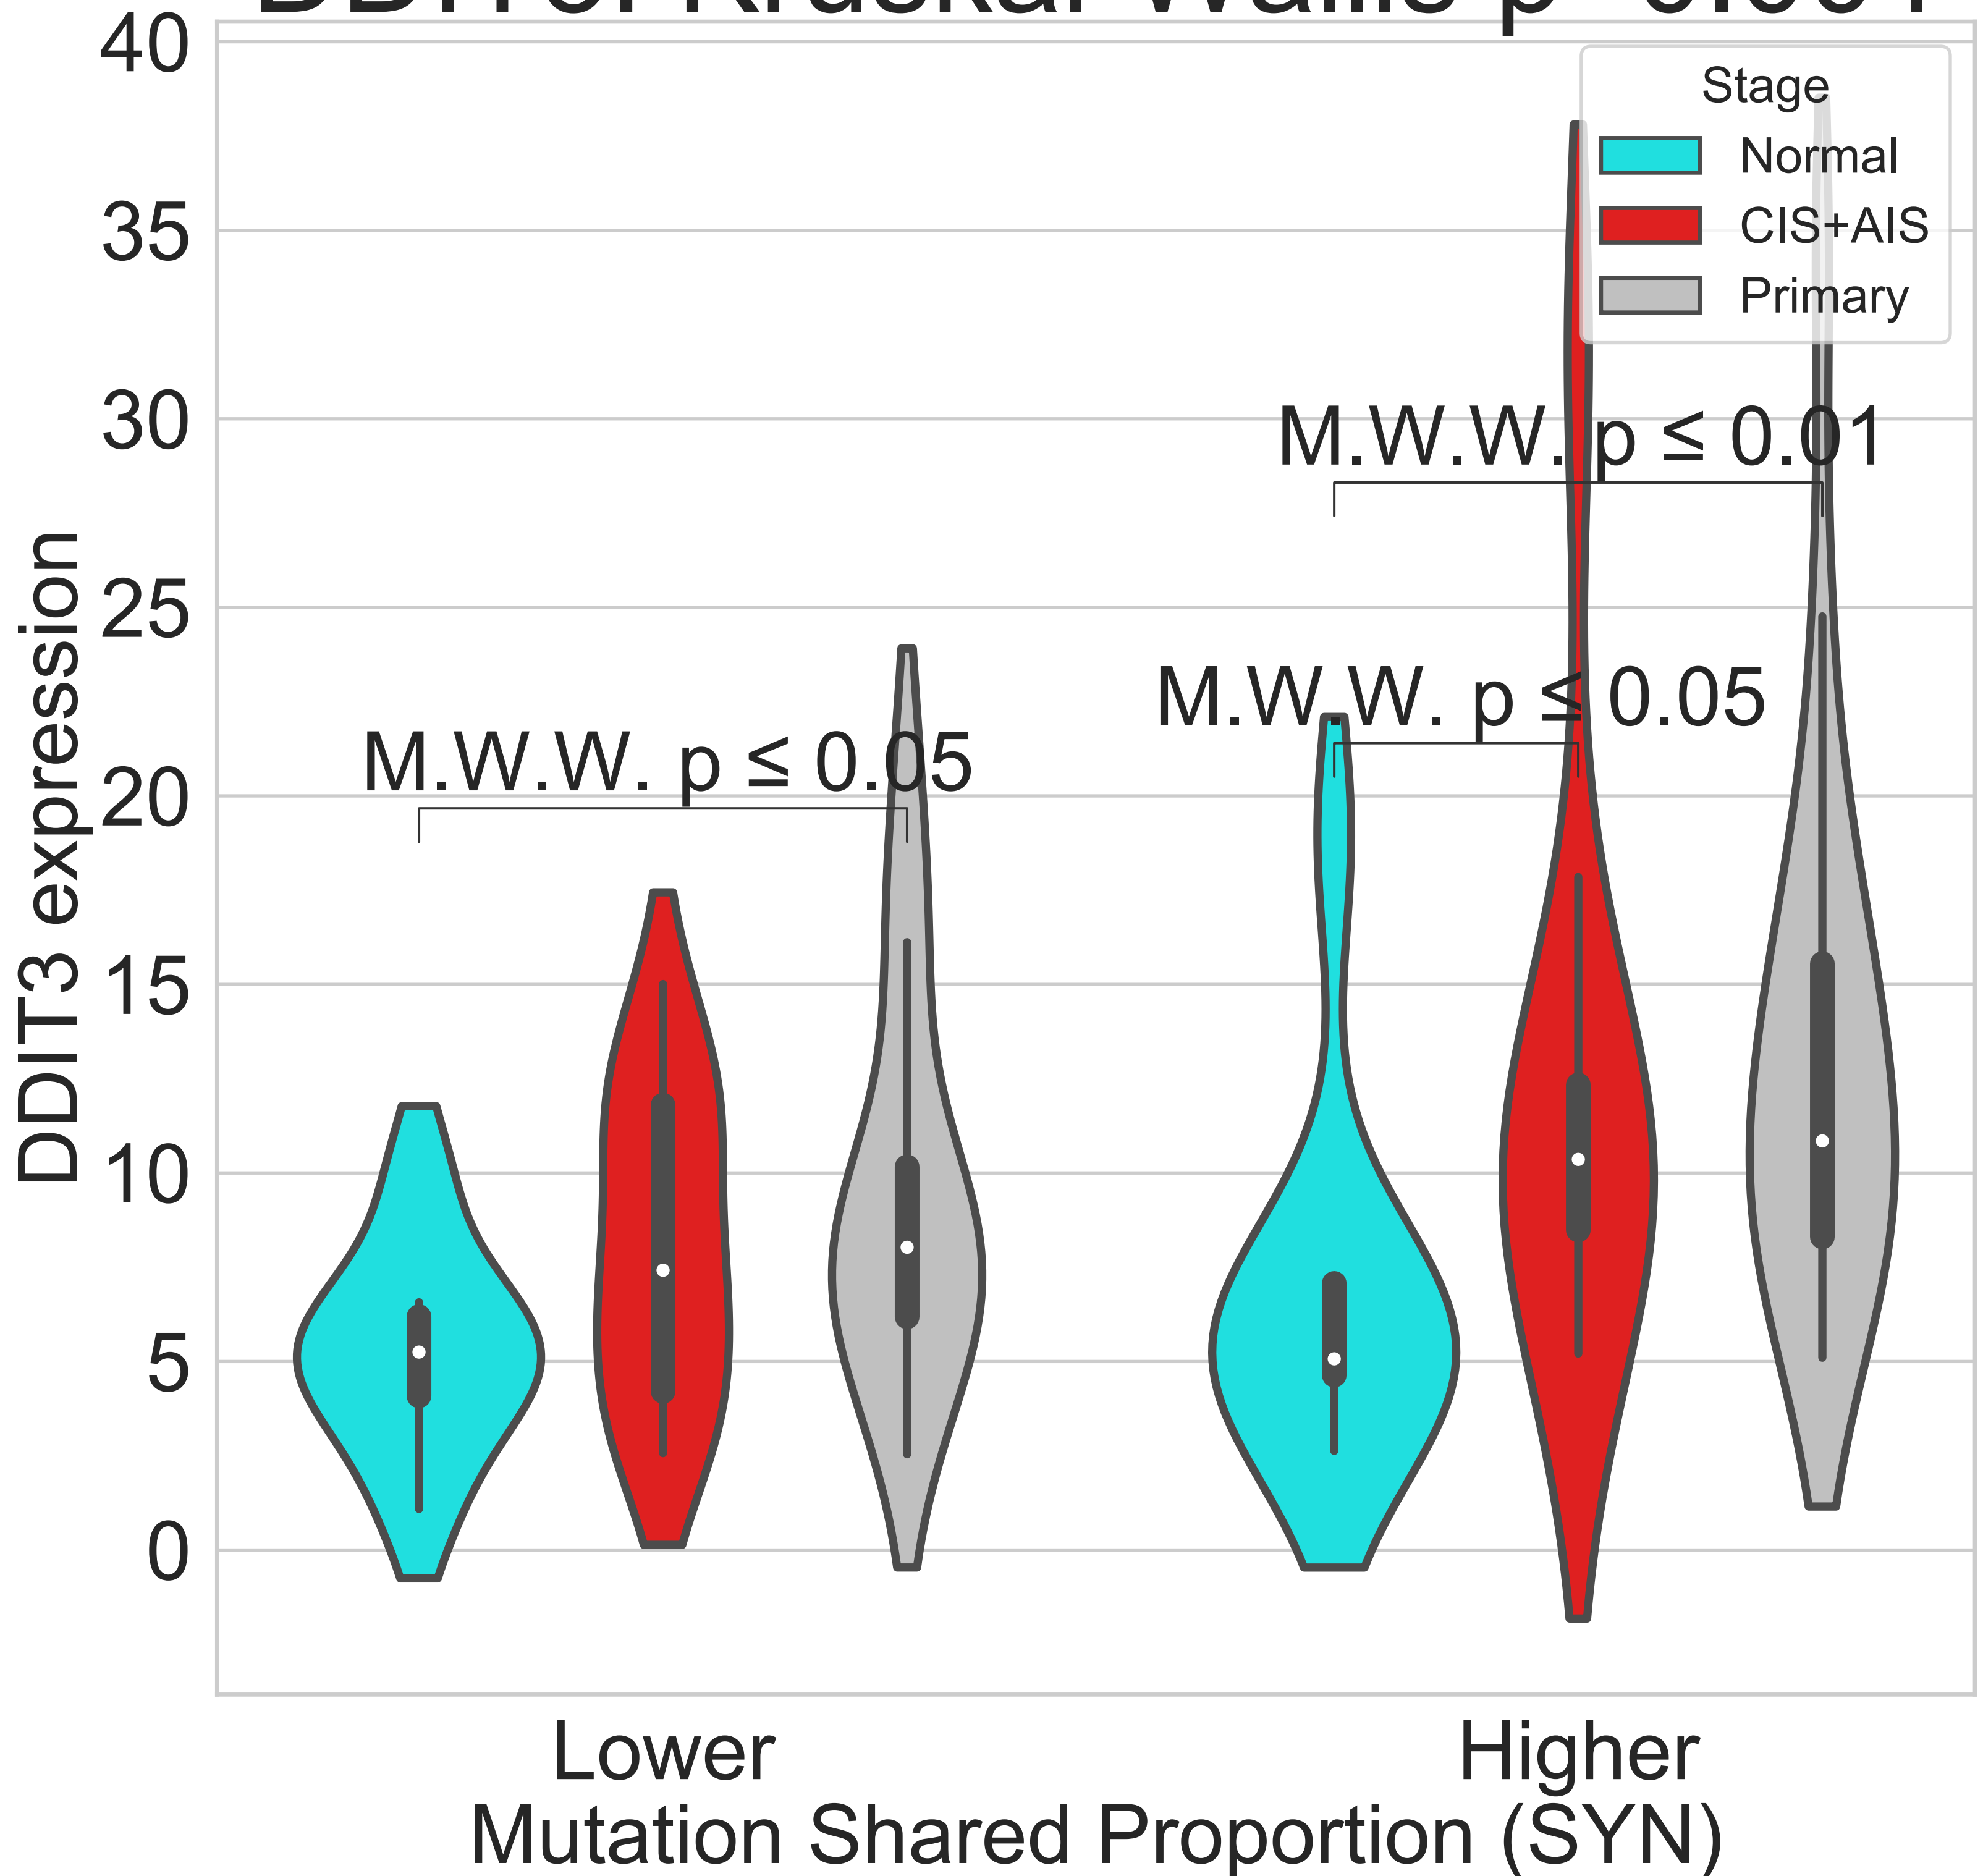 40
35
30
25
20
15
10
5
0
DDIT3 expression
Stage
Normal
CIS+AIS
Primary
M.W.W. p ≤ 0.01
M.W.W. p ≤ 0.05
M.W.W. p ≤ 0.05
Lower
Higher
Mutation Shared Proportion (SYN)